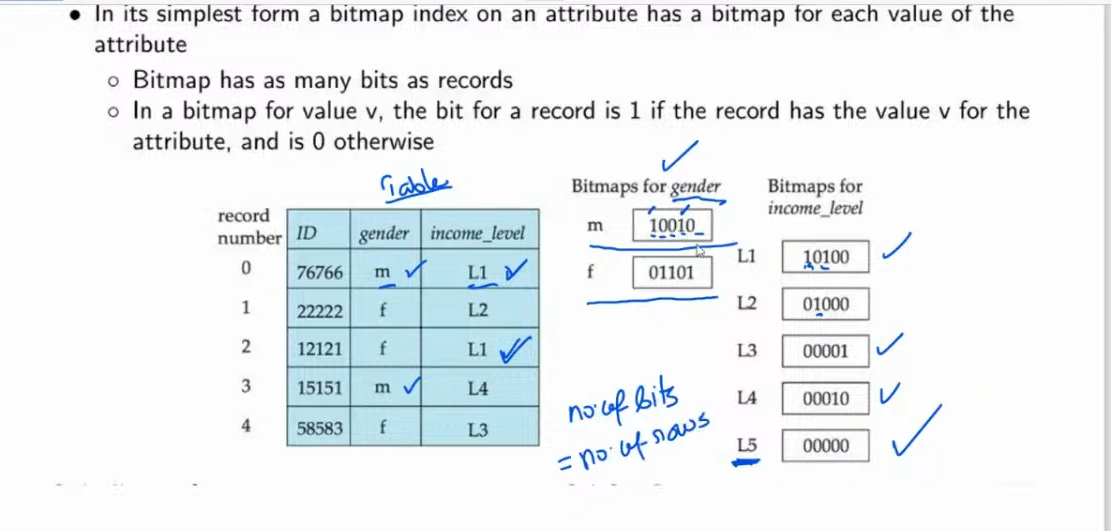 • In its simplest form a bitmap index on an attribute has a bitmap for each value of the
attribute
○ Bitmap has as many bits as records
○ In a bitmap for value v, the bit for a record is 1 if the record has the value v for the
attribute, and is 0 otherwise
Table
record
number ID gender income_level
0 76766 m L1
1 22222 f L2
2 12121 f L1
3 15151 m L4
4 58583 f L3
Bitmaps for gender
m 10010
f 01101
Bitmaps for
income_level
L1 10100
L2 01000
L3 00001
L4 00010
L5 00000
no. of bits
= no. of rows